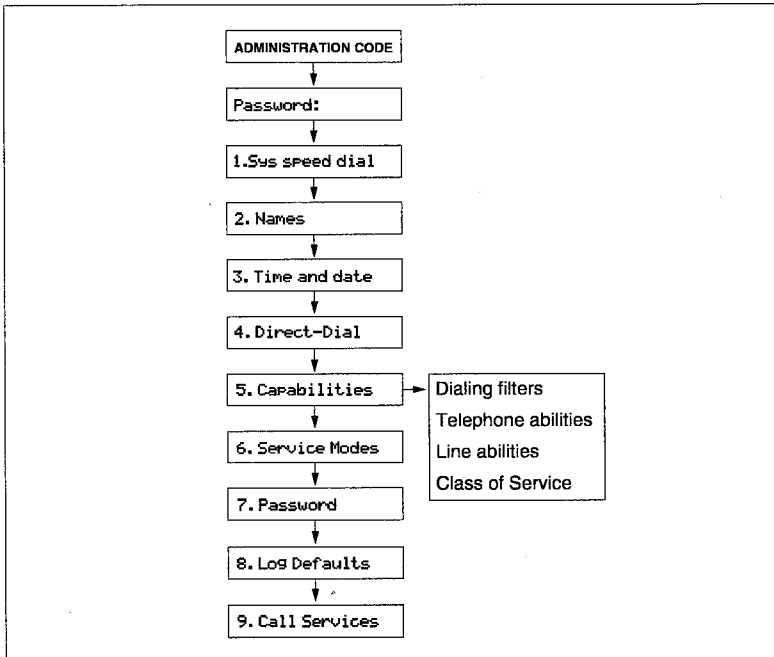 ADMINISTRATION CODE
Password:
1.Sys speed dial
2. Names
3. Time and date
4. Direct-Dial
5. Capabilities
Dialing filters
Telephone abilities
Line abilities
Class of Service
6. Service Modes
7. Password
8. Log Defaults
9. Call Services